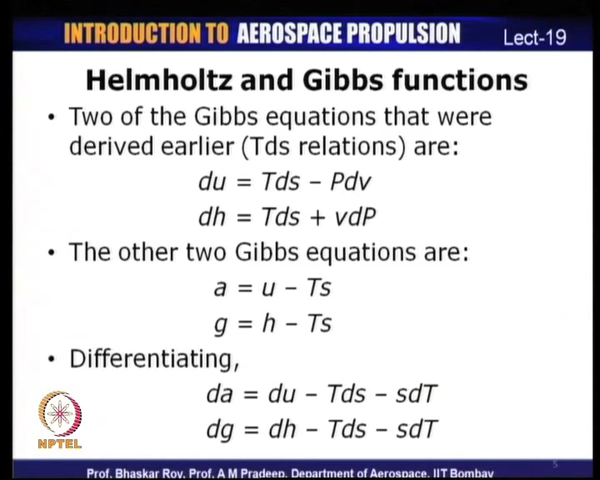 INTRODUCTION TO AEROSPACE PROPULSION Lect-19
Helmholtz and Gibbs functions
• Two of the Gibbs equations that were
derived earlier (Tds relations) are:
du = Tds – Pdv
dh = Tds + vdP
• The other two Gibbs equations are:
a = u – Ts
g = h – Ts
• Differentiating,
da = du – Tds – sdT
dg = dh – Tds – sdT
NPTEL
5
Prof. Bhaskar Roy, Prof. A M Pradeep, Department of Aerospace, IIT Bombay